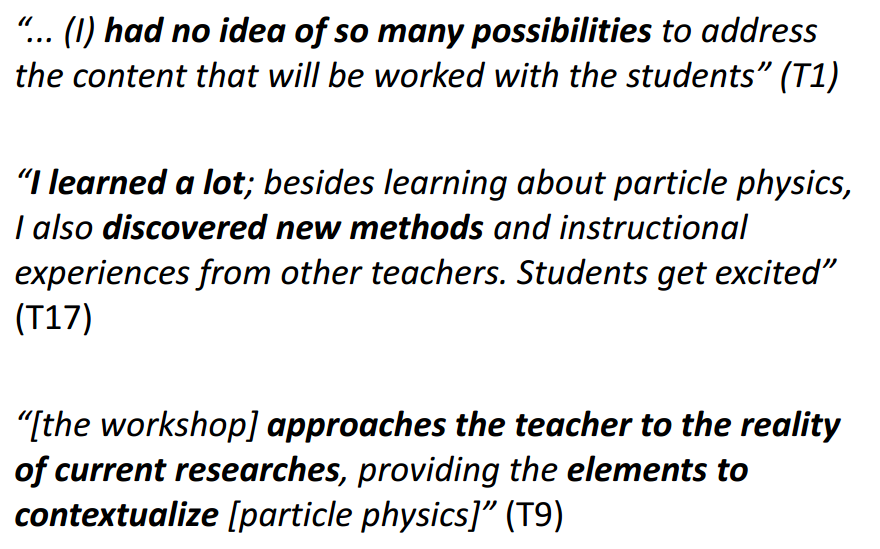 “... (I) had no idea of so many possibilities to address
the content that will be worked with the students” (T1)
“I learned a lot; besides learning about particle physics,
I also discovered new methods and instructional
experiences from other teachers. Students get excited”
(T17)
“[the workshop] approaches the teacher to the reality
of current researches, providing the elements to
contextualize [particle physics]” (T9)